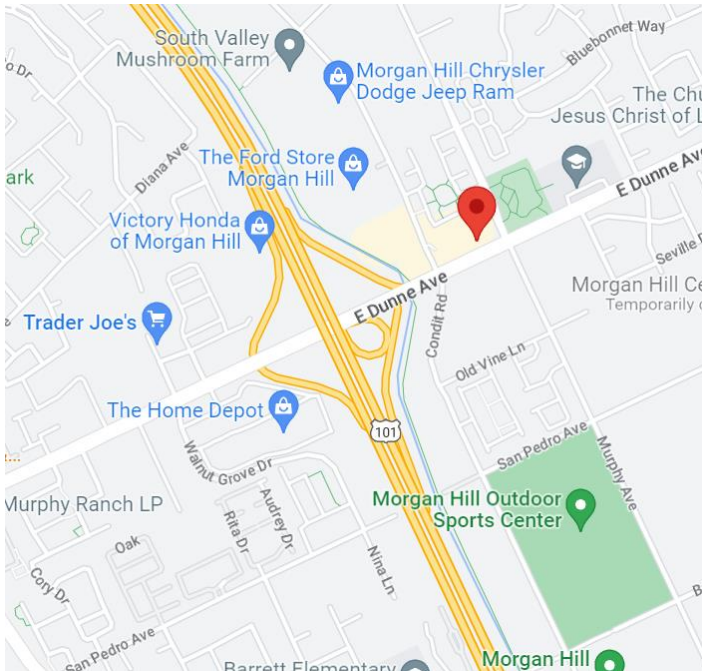 South Valley
Mushroom Farm
Bluebonnet Way
Morgan Hill Chrysler
Dodge Jeep Ram
The Chu
Jesus Christ of L
o Dr
Diana Ave
The Ford Store
Morgan Hill
ark
E Dunne Ave
Victory Honda
of Morgan Hill
Seville D
E Dunne Ave
Morgan Hill Ce
Temporarily c
Trader Joe's
Condit Rd
Old Vine Ln
The Home Depot
101
San Pedro Ave
Murphy Ave
e...
Walnut Grove Dr
Murphy Ranch LP
Audrey Dr
Rita Dr
Morgan Hill Outdoor
Sports Center
Oak
Nina Ln
Cory Dr
B
San Pedro Ave
Barrett Elementary
Morgan Hill